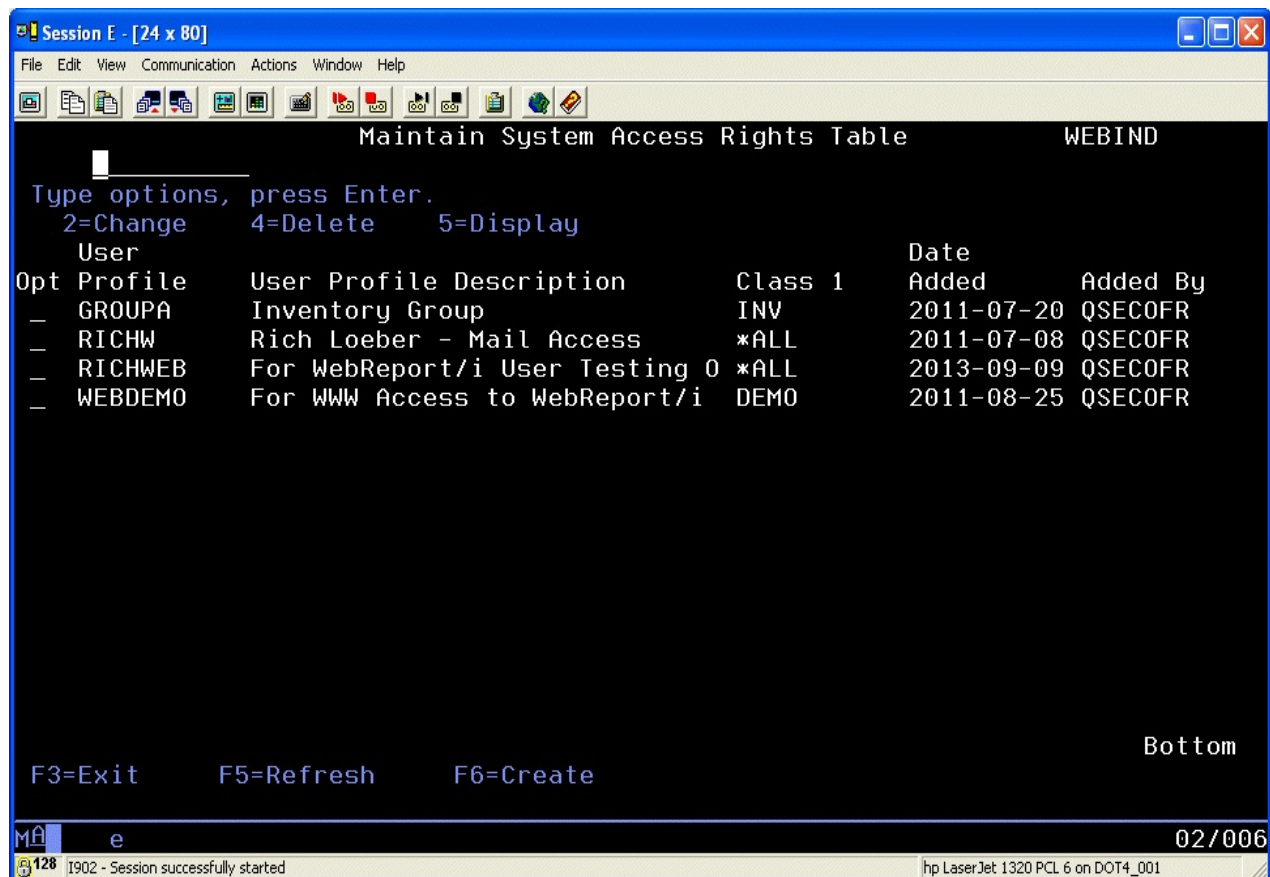 Session E - [24 x 80]
File Edit View Communication Actions Window Help
Maintain System Access Rights Table WEBIND
Type options, press Enter.
2=Change 4=Delete 5=Display
User Date
Opt Profile User Profile Description Class 1 Added Added By
_ GROUPA Inventory Group INV 2011-07-20 QSECOFR
_ RICHW Rich Loeber - Mail Access *ALL 2011-07-08 QSECOFR
_ RICHWEB For WebReport/i User Testing O *ALL 2013-09-09 QSECOFR
_ WEBDEMO For WWW Access to WebReport/i DEMO 2011-08-25 QSECOFR
Bottom
F3=Exit F5=Refresh F6=Create
MA e 02/006
128 I902 - Session successfully started hp LaserJet 1320 PCL 6 on DOT4_001